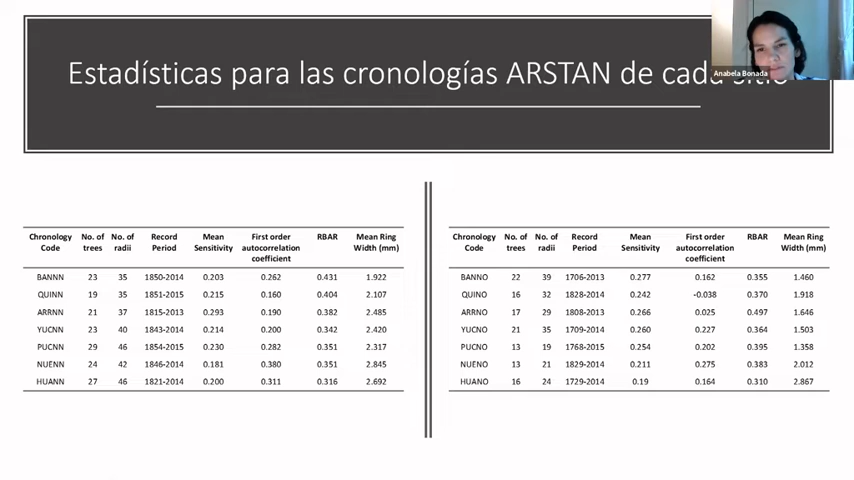 Estadísticas para las cronologías ARSTAN de cada sitio
Anabela Bonada
Chronology Code No. of trees No. of radii Record Period Mean Sensitivity First order autocorrelation coefficient RBAR Mean Ring Width (mm)
BANNN 23 35 1850-2014 0.203 0.262 0.431 1.922
QUINN 19 35 1851-2015 0.215 0.160 0.404 2.107
ARRNN 21 37 1815-2013 0.293 0.190 0.382 2.485
YUCNN 23 40 1843-2014 0.214 0.200 0.342 2.420
PUCNN 29 46 1854-2015 0.230 0.282 0.351 2.317
NUENN 24 42 1846-2014 0.181 0.380 0.351 2.845
HUANN 27 46 1821-2014 0.200 0.311 0.316 2.692
Chronology Code No. of trees No. of radii Record Period Mean Sensitivity First order autocorrelation coefficient RBAR Mean Ring Width (mm)
BANNO 22 39 1706-2013 0.277 0.162 0.355 1.460
QUINO 16 32 1828-2014 0.242 -0.038 0.370 1.918
ARRNO 17 29 1808-2013 0.266 0.025 0.497 1.646
YUCNO 21 35 1709-2014 0.260 0.227 0.364 1.503
PUCNO 13 19 1768-2015 0.254 0.202 0.395 1.358
NUENO 13 21 1829-2014 0.211 0.275 0.383 2.012
HUANO 16 24 1729-2014 0.19 0.164 0.310 2.867